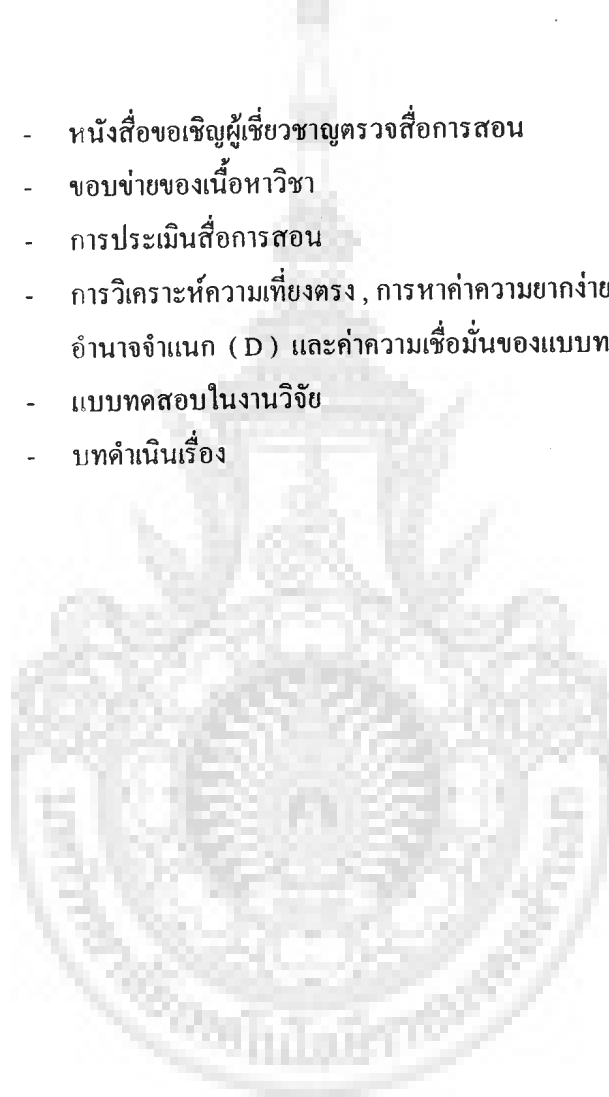 - หนังสือขอเชิญผู้เชี่ยวชาญตรวจสื่อการสอน
- ขอบข่ายของเนื้อหาวิชา
- การประเมินสื่อการสอน
- การวิเคราะห์ความเที่ยงตรง , การหาค่าความยากง่าย
อำนาจจำแนก ( D ) และค่าความเชื่อมั่นของแบบท
- แบบทดสอบในงานวิจัย
- บทดำเนินเรื่อง